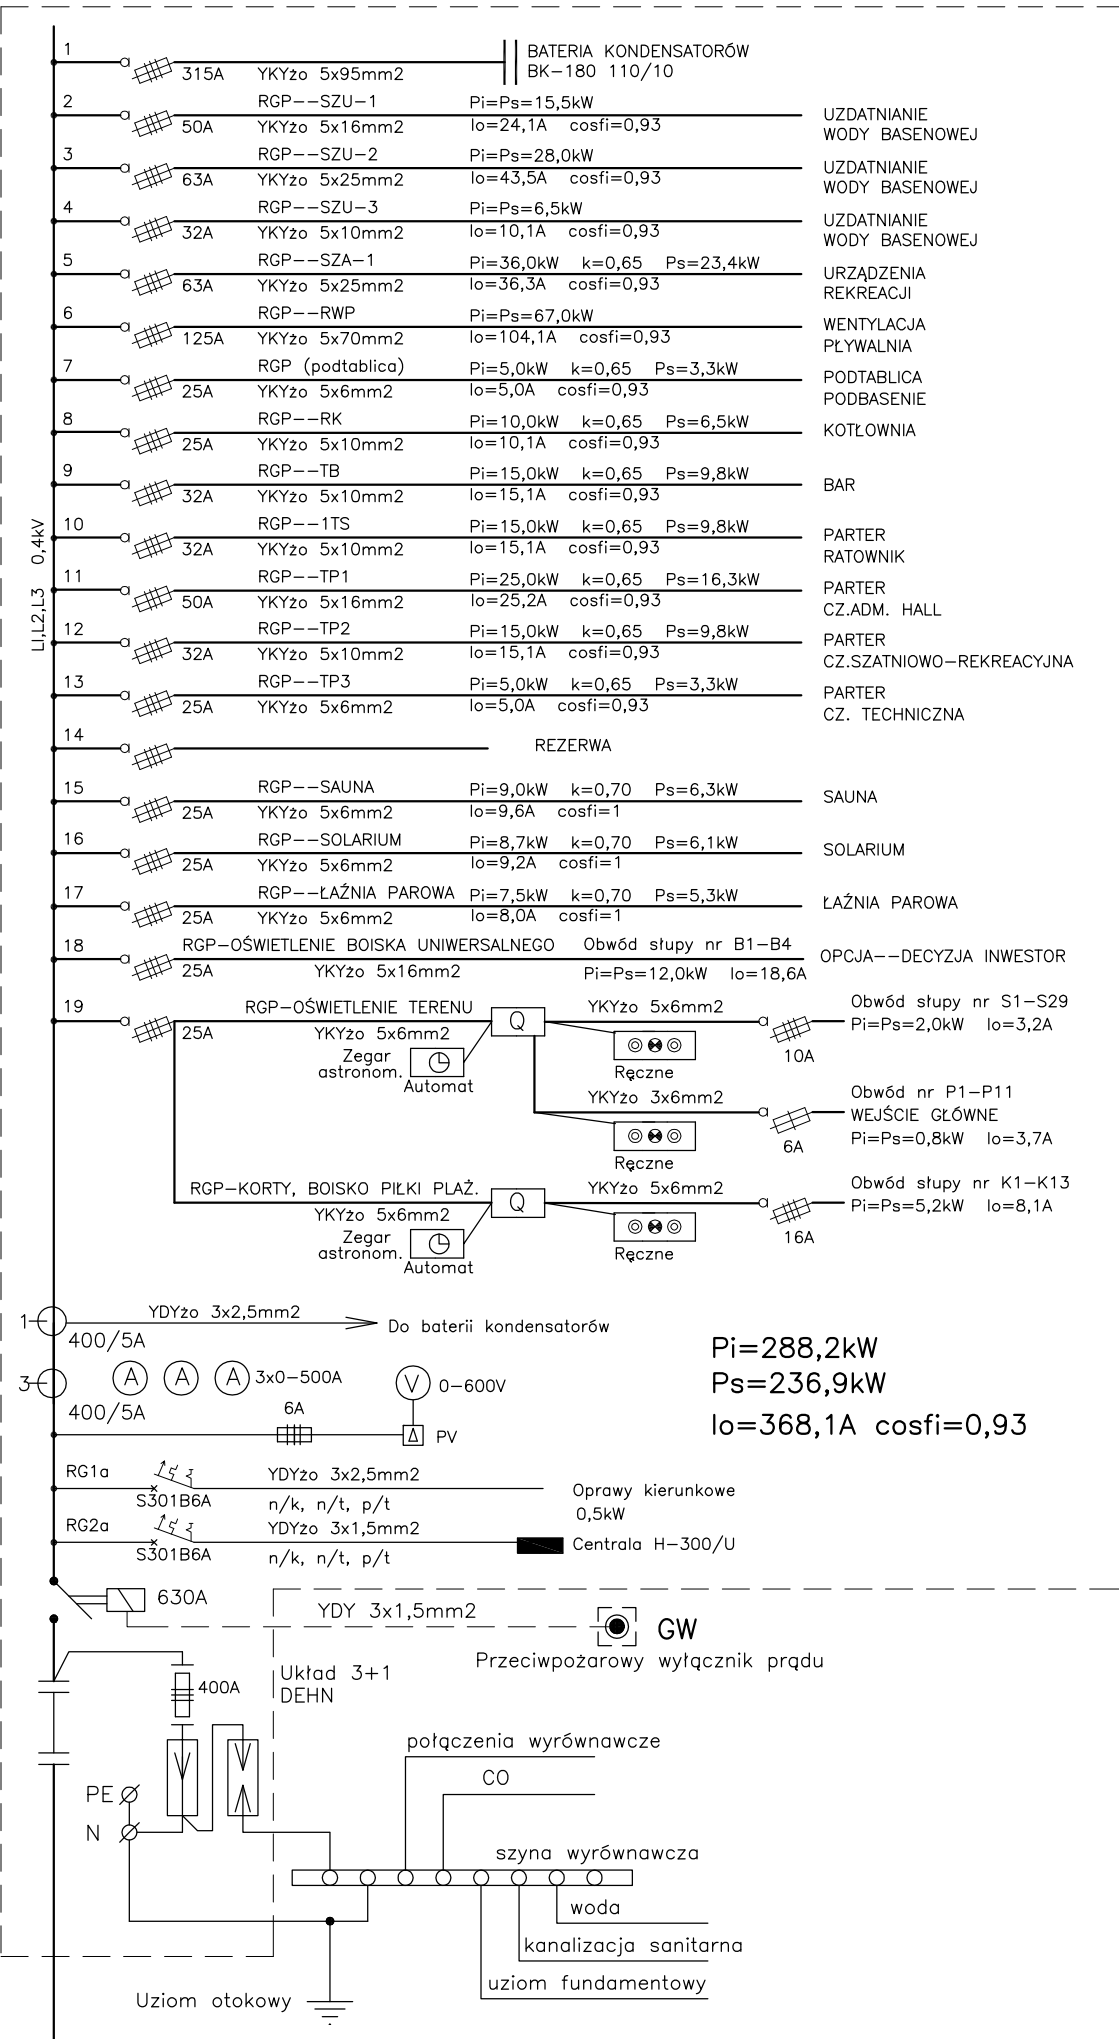 1
315A
YKYżo 5x95mm2
BATERIA KONDENSATORÓW
BK-180 110/10
2
50A
RGP--SZU-1
YKYżo 5x16mm2
Pi=Ps=15,5kW
Io=24,1A cosfi=0,93
UZDATNIANIE
WODY BASENOWEJ
3
63A
RGP--SZU-2
YKYżo 5x25mm2
Pi=Ps=28,0kW
Io=43,5A cosfi=0,93
UZDATNIANIE
WODY BASENOWEJ
4
32A
RGP--SZU-3
YKYżo 5x10mm2
Pi=Ps=6,5kW
Io=10,1A cosfi=0,93
UZDATNIANIE
WODY BASENOWEJ
5
63A
RGP--SZA-1
YKYżo 5x25mm2
Pi=36,0kW k=0,65 Ps=23,4kW
Io=36,3A cosfi=0,93
URZĄDZENIA
REKREACJI
6
125A
RGP--RWP
YKYżo 5x70mm2
Pi=Ps=67,0kW
Io=104,1A cosfi=0,93
WENTYLACJA
PŁYWALNIA
7
25A
RGP (podtablica)
YKYżo 5x6mm2
Pi=5,0kW k=0,65 Ps=3,3kW
Io=5,0A cosfi=0,93
PODTABLICA
PODBASENIE
8
25A
RGP--RK
YKYżo 5x10mm2
Pi=10,0kW k=0,65 Ps=6,5kW
Io=10,1A cosfi=0,93
KOTŁOWNIA
9
32A
RGP--TB
YKYżo 5x10mm2
Pi=15,0kW k=0,65 Ps=9,8kW
Io=15,1A cosfi=0,93
BAR
10
32A
RGP--1TS
YKYżo 5x10mm2
Pi=15,0kW k=0,65 Ps=9,8kW
Io=15,1A cosfi=0,93
PARTER
RATOWNIK
LI,L2,L3 0,4kV
11
50A
RGP--TP1
YKYżo 5x16mm2
Pi=25,0kW k=0,65 Ps=16,3kW
Io=25,2A cosfi=0,93
PARTER
CZ.ADM. HALL
12
32A
RGP--TP2
YKYżo 5x10mm2
Pi=15,0kW k=0,65 Ps=9,8kW
Io=15,1A cosfi=0,93
PARTER
CZ.SZATNIOWO-REKREACYJNA
13
25A
RGP--TP3
YKYżo 5x6mm2
Pi=5,0kW k=0,65 Ps=3,3kW
Io=5,0A cosfi=0,93
PARTER
CZ. TECHNICZNA
14
REZERWA
15
25A
RGP--SAUNA
YKYżo 5x6mm2
Pi=9,0kW k=0,70 Ps=6,3kW
Io=9,6A cosfi=1
SAUNA
16
25A
RGP--SOLARIUM
YKYżo 5x6mm2
Pi=8,7kW k=0,70 Ps=6,1kW
Io=9,2A cosfi=1
SOLARIUM
17
25A
RGP--ŁAŹNIA PAROWA
YKYżo 5x6mm2
Pi=7,5kW k=0,70 Ps=5,3kW
Io=8,0A cosfi=1
ŁAŹNIA PAROWA
18
25A
RGP-OŚWIETLENIE BOISKA UNIWERSALNEGO
YKYżo 5x16mm2
Obwód słupy nr B1-B4
Pi=Ps=12,0kW Io=18,6A
OPCJA--DECYZJA INWESTOR
19
25A
RGP-OŚWIETLENIE TERENU
YKYżo 5x6mm2
Zegar
astronom.
Automat
Q
YKYżo 5x6mm2
Ręczne
10A
Obwód słupy nr S1-S29
Pi=Ps=2,0kW Io=3,2A
YKYżo 3x6mm2
Ręczne
6A
Obwód nr P1-P11
WEJŚCIE GŁÓWNE
Pi=Ps=0,8kW Io=3,7A
RGP-KORTY, BOISKO PIŁKI PLAŻ.
YKYżo 5x6mm2
Zegar
astronom.
Automat
Q
YKYżo 5x6mm2
Ręczne
16A
Obwód słupy nr K1-K13
Pi=Ps=5,2kW Io=8,1A
1
400/5A
YDYżo 3x2,5mm2
Do baterii kondensatorów
3
400/5A
A
A
A
3x0-500A
V
0-600V
6A
PV
Pi=288,2kW
Ps=236,9kW
Io=368,1A cosfi=0,93
RG1a
S301B6A
YDYżo 3x2,5mm2
n/k, n/t, p/t
Oprawy kierunkowe
0,5kW
RG2a
S301B6A
YDYżo 3x1,5mm2
n/k, n/t, p/t
Centrala H-300/U
630A
YDY 3x1,5mm2
GW
Przeciwpożarowy wyłącznik prądu
400A
Układ 3+1
DEHN
PE
N
połączenia wyrównawcze
CO
szyna wyrównawcza
woda
kanalizacja sanitarna
uziom fundamentowy
Uziom otokowy